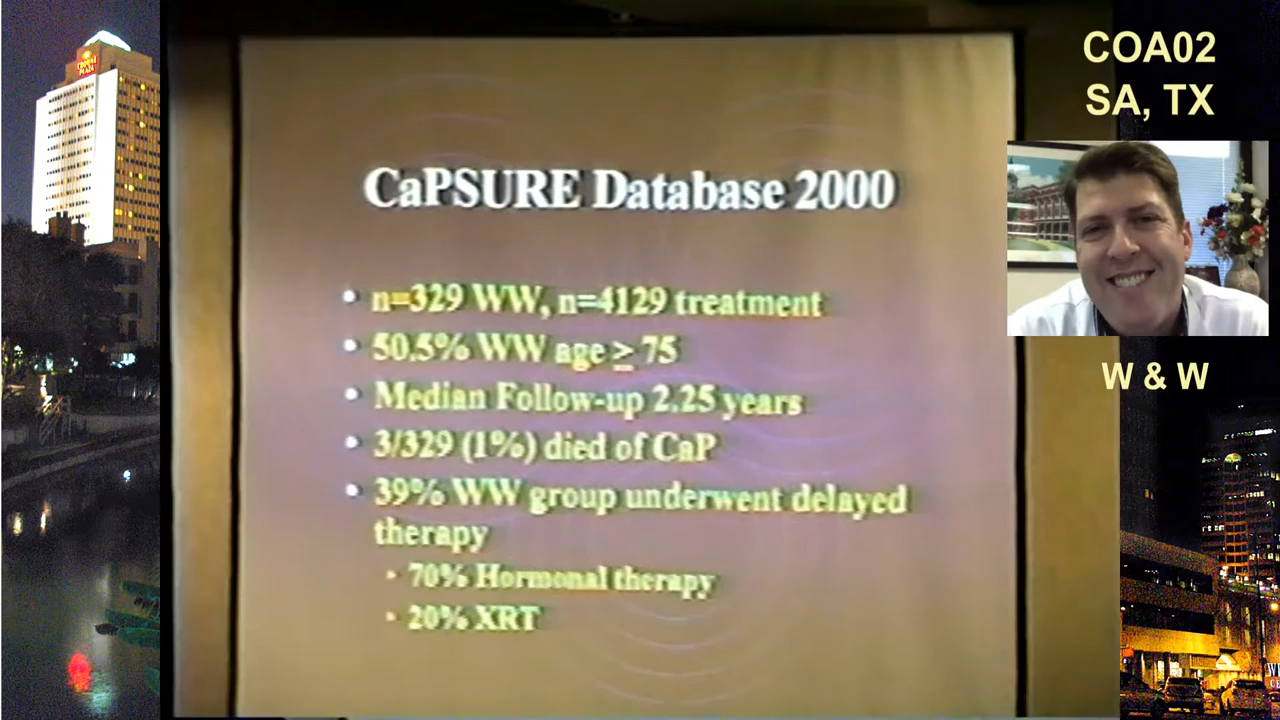 CROWNE
PLAZA
CaPSURE Database 2000
• n=329 WW, n=4129 treatment
• 50.5% WW age ≥ 75
• Median Follow-up 2.25 years
• 3/329 (1%) died of CaP
• 39% WW group underwent delayed
therapy
• 70% Hormonal therapy
• 20% XRT
COA02
SA, TX
W & W